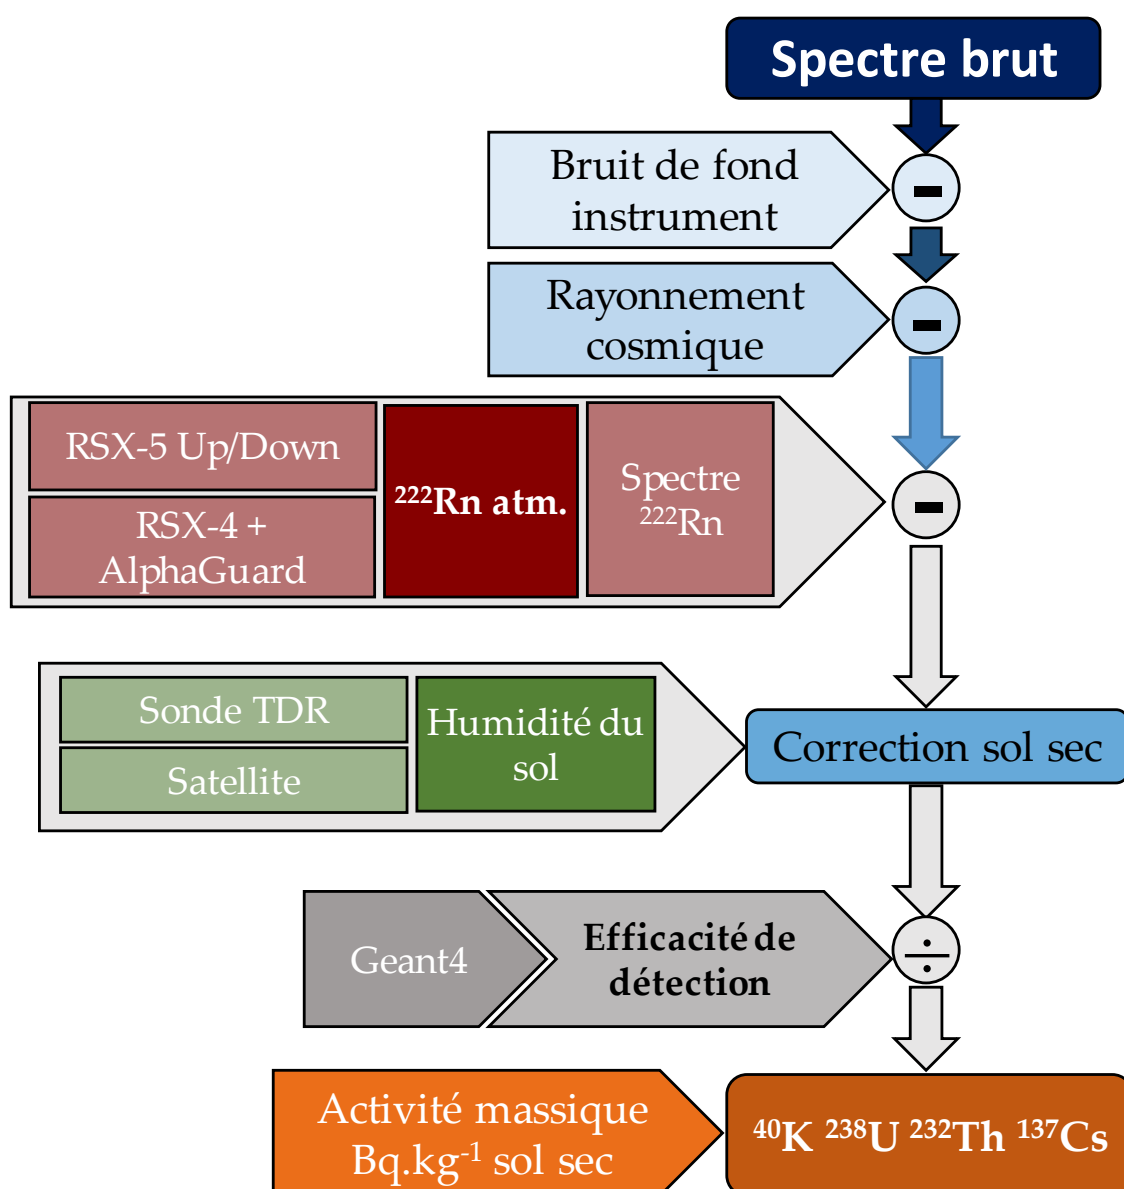 Spectre brut
Bruit de fond
instrument
-
Rayonnement
cosmique
-
RSX-5 Up/Down
RSX-4 +
AlphaGuard
²²²Rn atm.
Spectre
²²²Rn
-
Sonde TDR
Satellite
Humidité du
sol
Correction sol sec
Geant4
Efficacité de
détection
÷
Activité massique
Bq.kg⁻¹ sol sec
⁴⁰K ²³⁸U ²³²Th ¹³⁷Cs